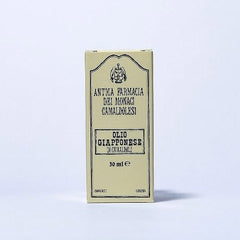 ANTICA FARMACIA
DEI MONACI
CAMALDOLESI
OLIO
GIAPPONESE
30 ml e